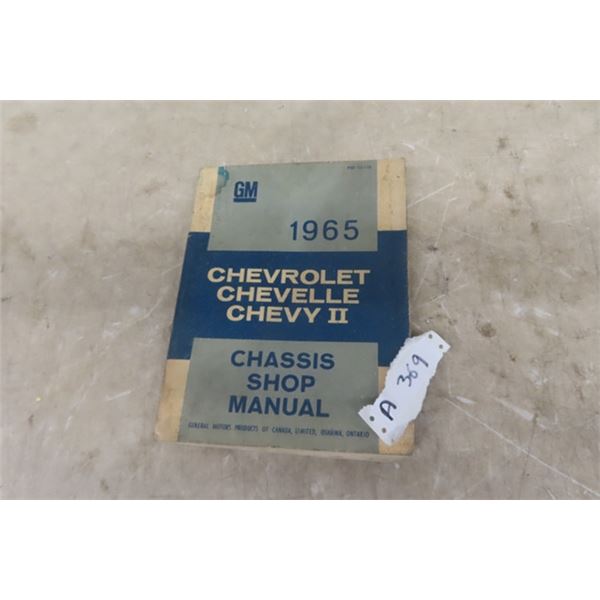 GM
1965
CHEVROLET
CHEVELLE
CHEVY II
CHASSIS
SHOP
MANUAL
GENERAL MOTORS PRODUCTS OF CANADA, LIMITED, OSHAWA, ONTARIO
A 369